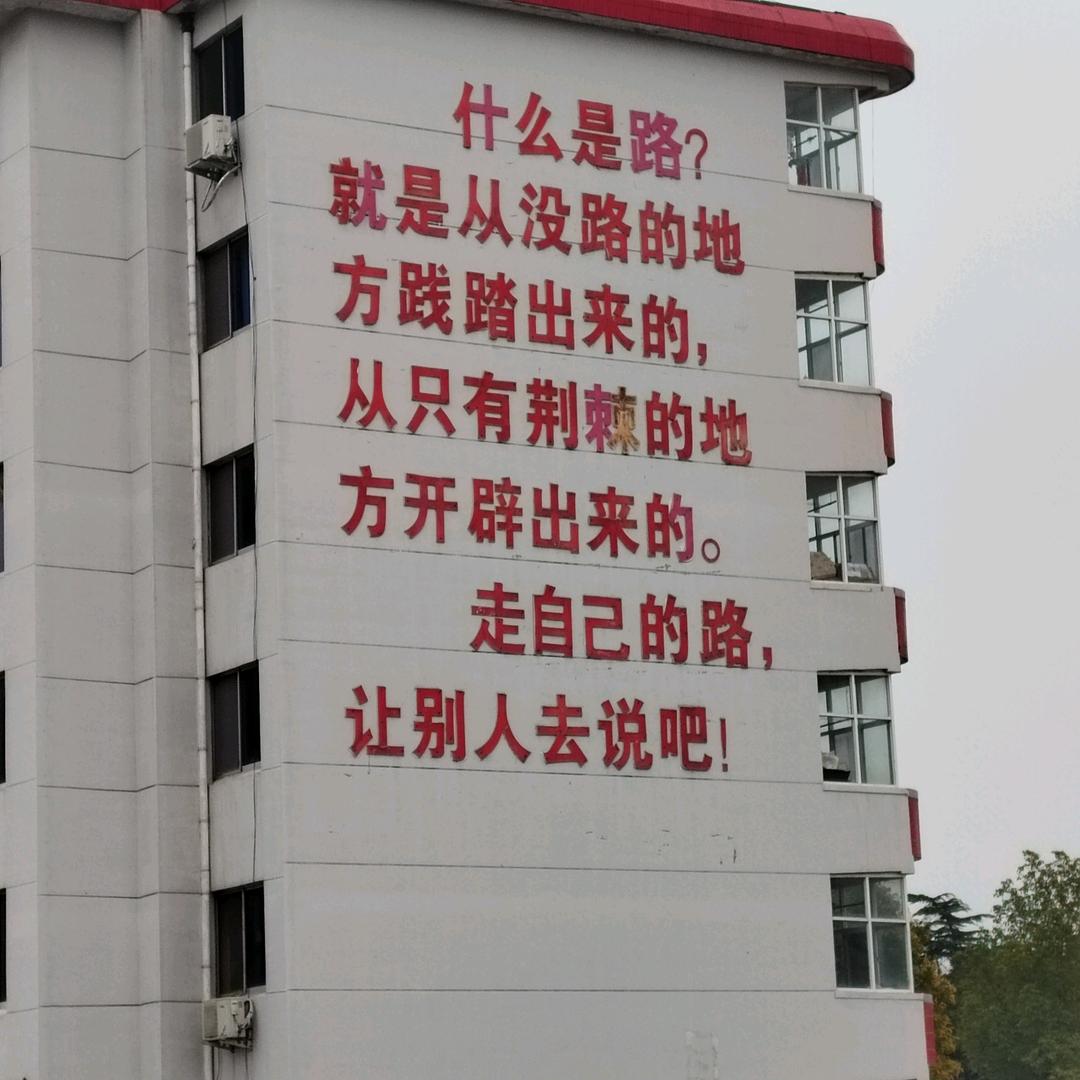 什么是路?
就是从没路的地
方践踏出来的,
从只有荆棘的地
方开辟出来的。
走自己的路,
让别人去说吧!